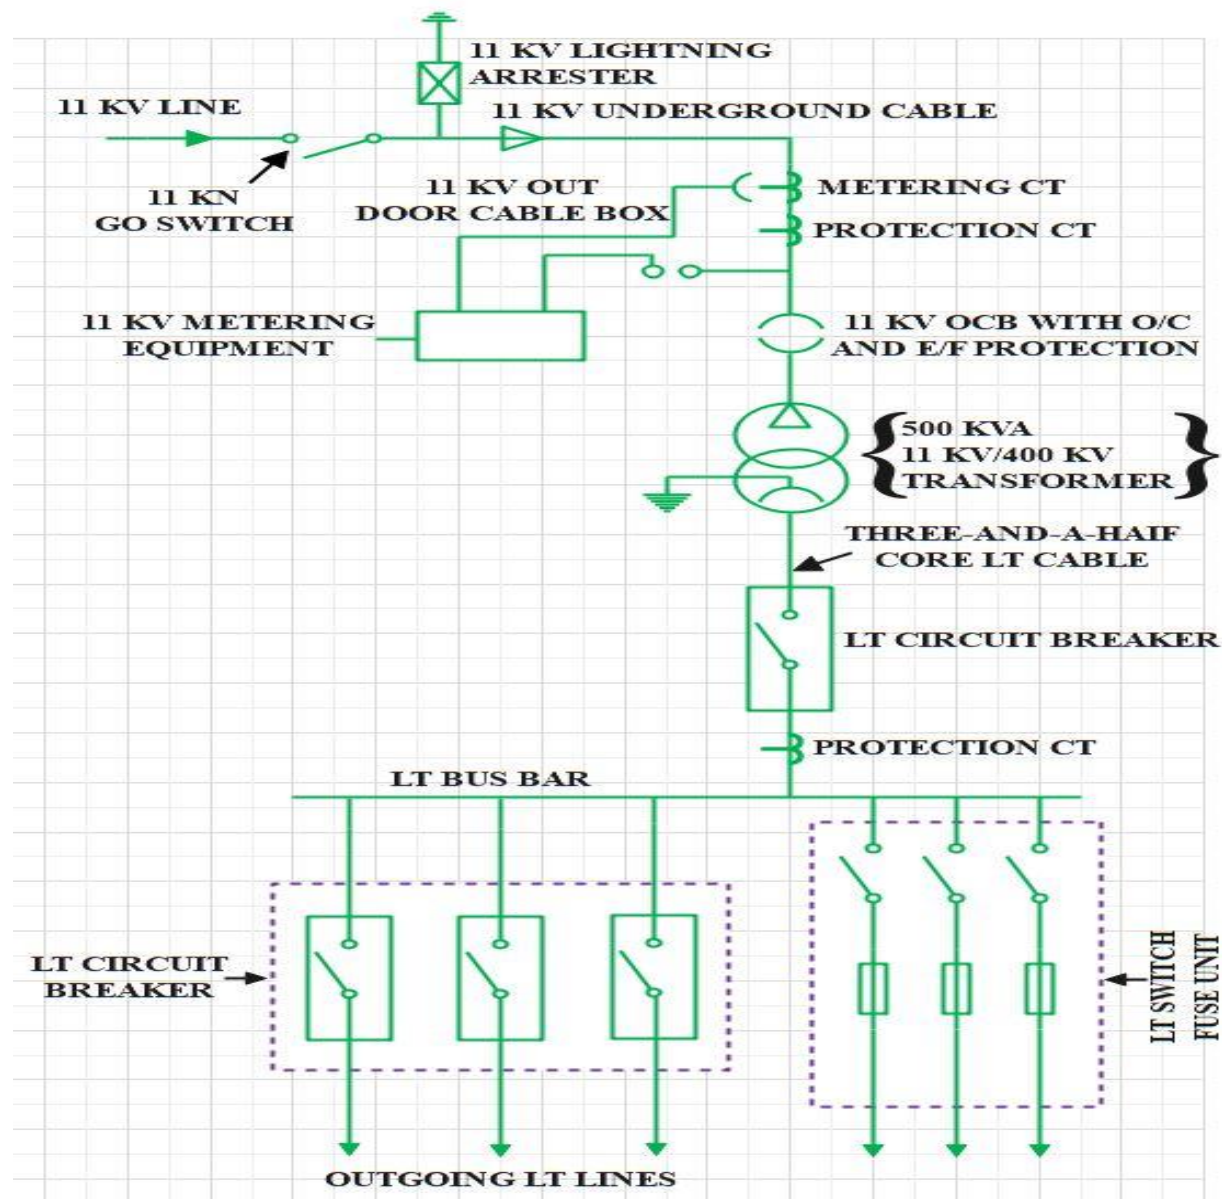 11 KV LIGHTNING
ARRESTER
11 KV LINE
11 KV UNDERGROUND CABLE
11 KN
GO SWITCH
11 KV OUT
DOOR CABLE BOX
METERING CT
PROTECTION CT
11 KV METERING
EQUIPMENT
11 KV OCB WITH O/C
AND E/F PROTECTION
500 KVA
11 KV/400 KV
TRANSFORMER
THREE-AND-A-HAIF
CORE LT CABLE
LT CIRCUIT BREAKER
PROTECTION CT
LT BUS BAR
LT CIRCUIT
BREAKER
LT SWITCH
FUSE UNIT
OUTGOING LT LINES